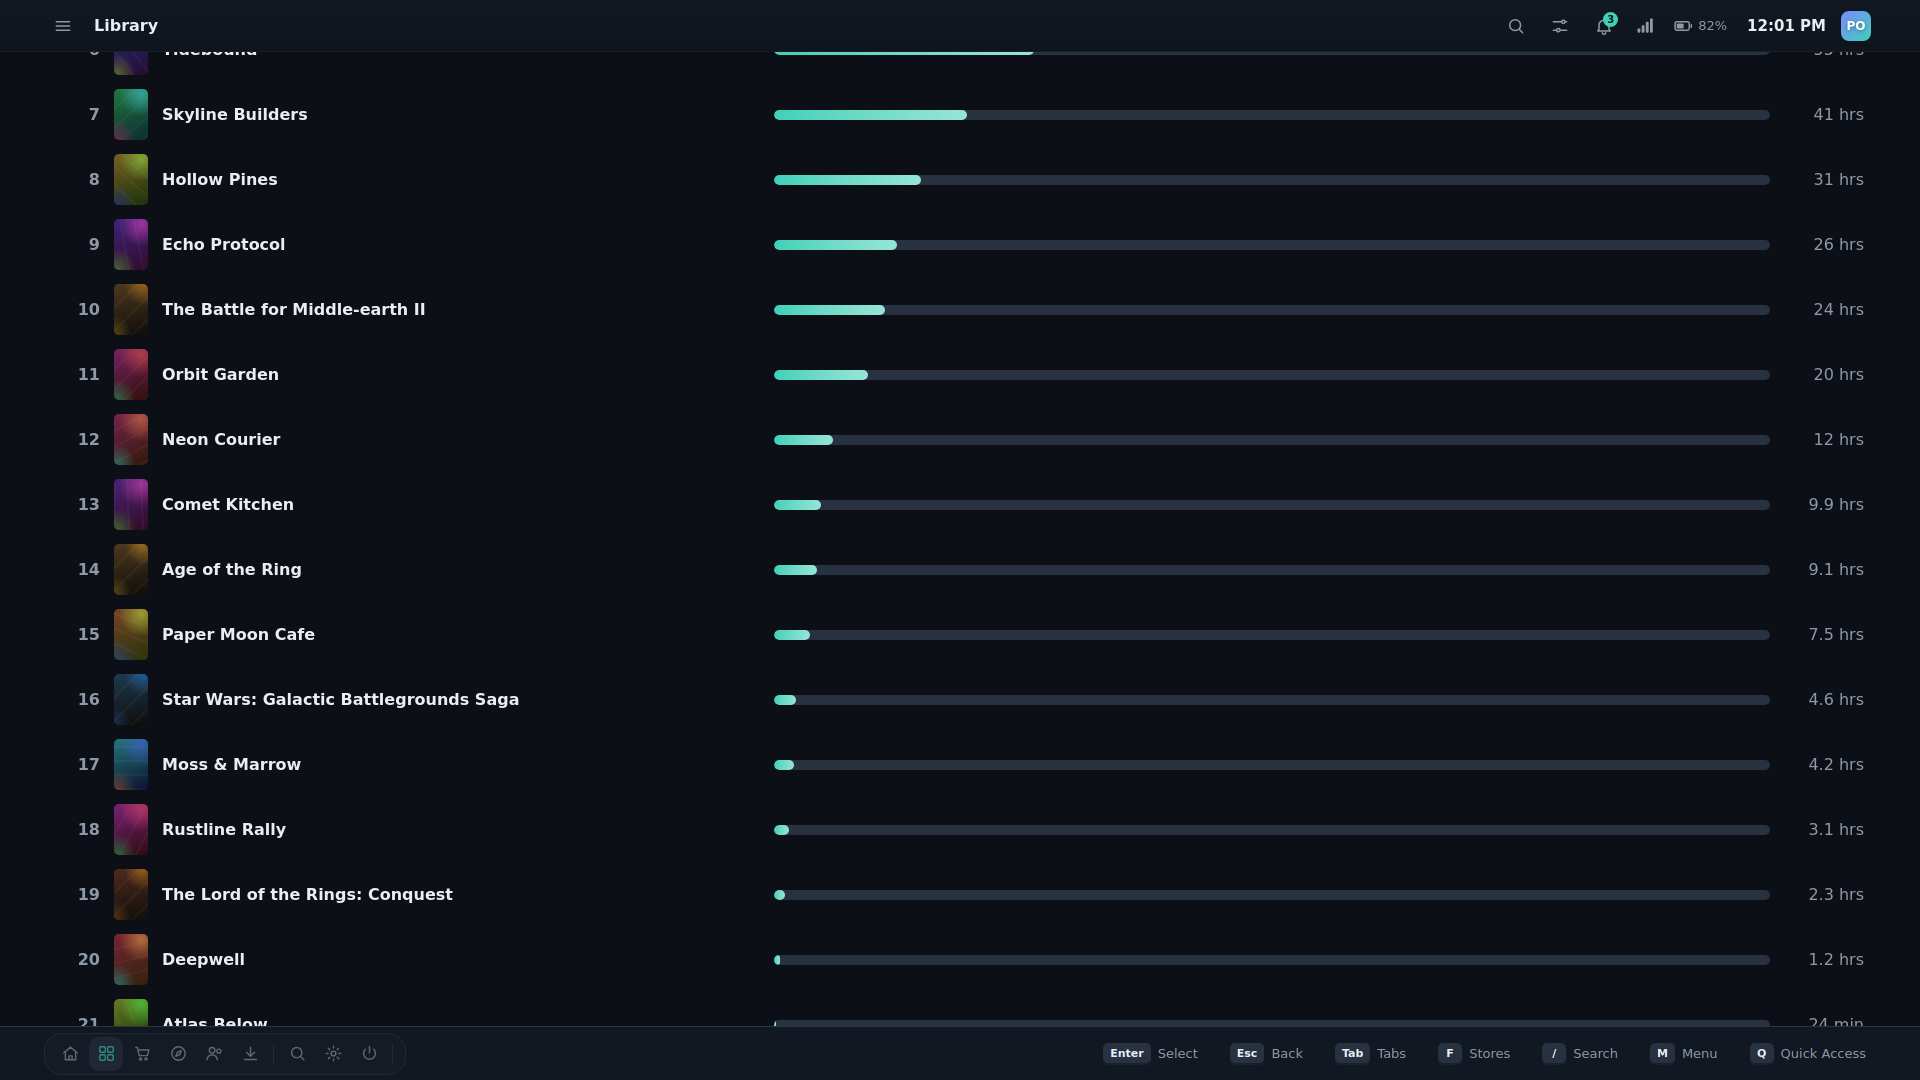 Library
3
82%
12:01 PM
PO
7 Skyline Builders 41 hrs
8 Hollow Pines 31 hrs
9 Echo Protocol 26 hrs
10 The Battle for Middle-earth II 24 hrs
11 Orbit Garden 20 hrs
12 Neon Courier 12 hrs
13 Comet Kitchen 9.9 hrs
14 Age of the Ring 9.1 hrs
15 Paper Moon Cafe 7.5 hrs
16 Star Wars: Galactic Battlegrounds Saga 4.6 hrs
17 Moss & Marrow 4.2 hrs
18 Rustline Rally 3.1 hrs
19 The Lord of the Rings: Conquest 2.3 hrs
20 Deepwell 1.2 hrs
21 Atlas Below 24 min
Enter Select Esc Back Tab Tabs F Stores / Search M Menu Q Quick Access